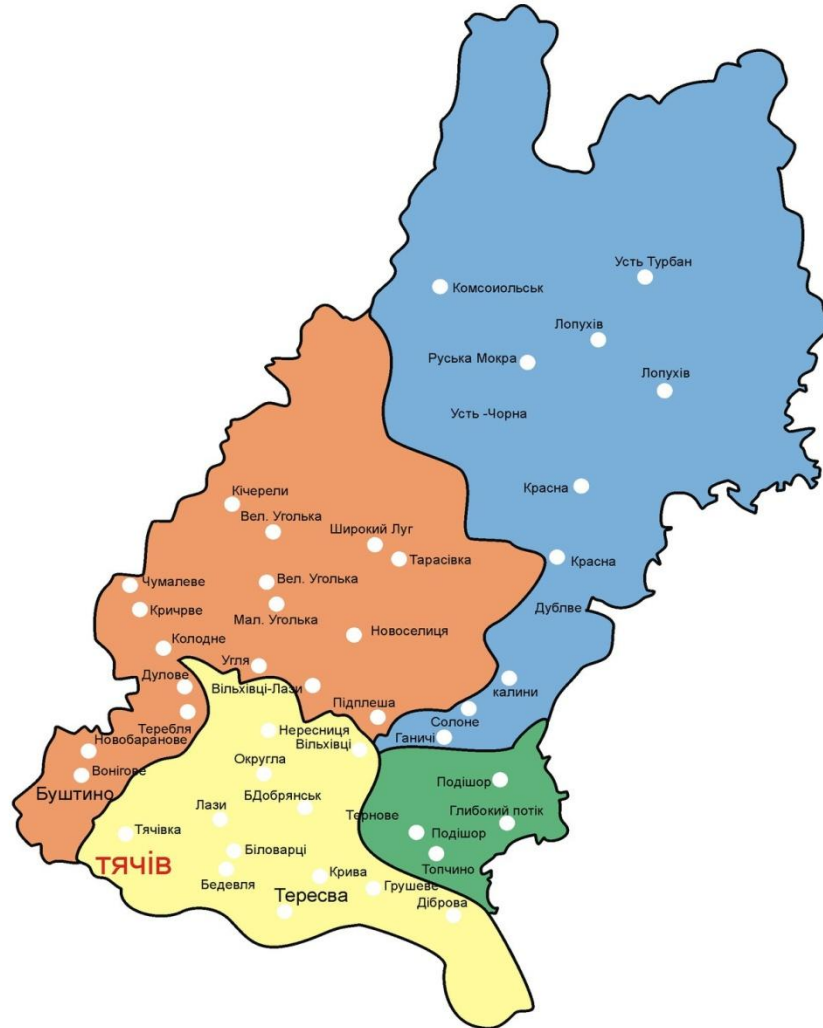 Усть Турбан
Комсоиольськ
Лопухів
Руська Мокра
Лопухів
Усть -Чорна
Красна
Кічерели
Вел. Уголька
Широкий Луг
Тарасівка
Красна
Чумалеве
Вел. Уголька
Кричрве
Мал. Уголька
Дублве
Новоселиця
Колодне
Угля
Дулове
Вільхівці-Лази
калини
Підплеша
Солоне
Теребля
Нересниця
Ганичі
Новобаранове
Вільхівці
Округла
Вонігове
Буштино
БДобрянськ
Подішор
Лази
Тернове
Глибокий потік
Тячівка
Подішор
Біловарці
тячів
Топчино
Бедевля
Крива
Грушеве
Тересва
Діброва